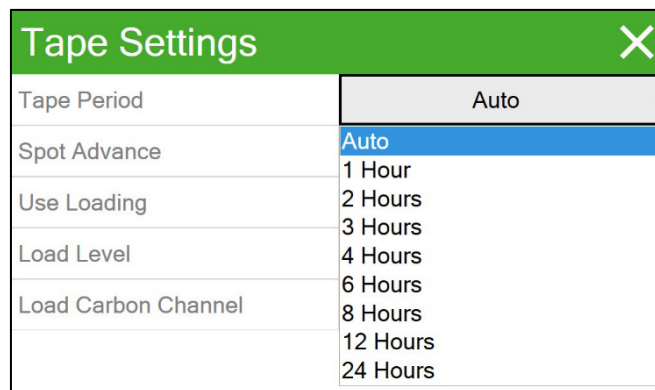 Tape Settings
Tape Period
Auto
Spot Advance
Use Loading
Load Level
Load Carbon Channel
Auto
1 Hour
2 Hours
3 Hours
4 Hours
6 Hours
8 Hours
12 Hours
24 Hours